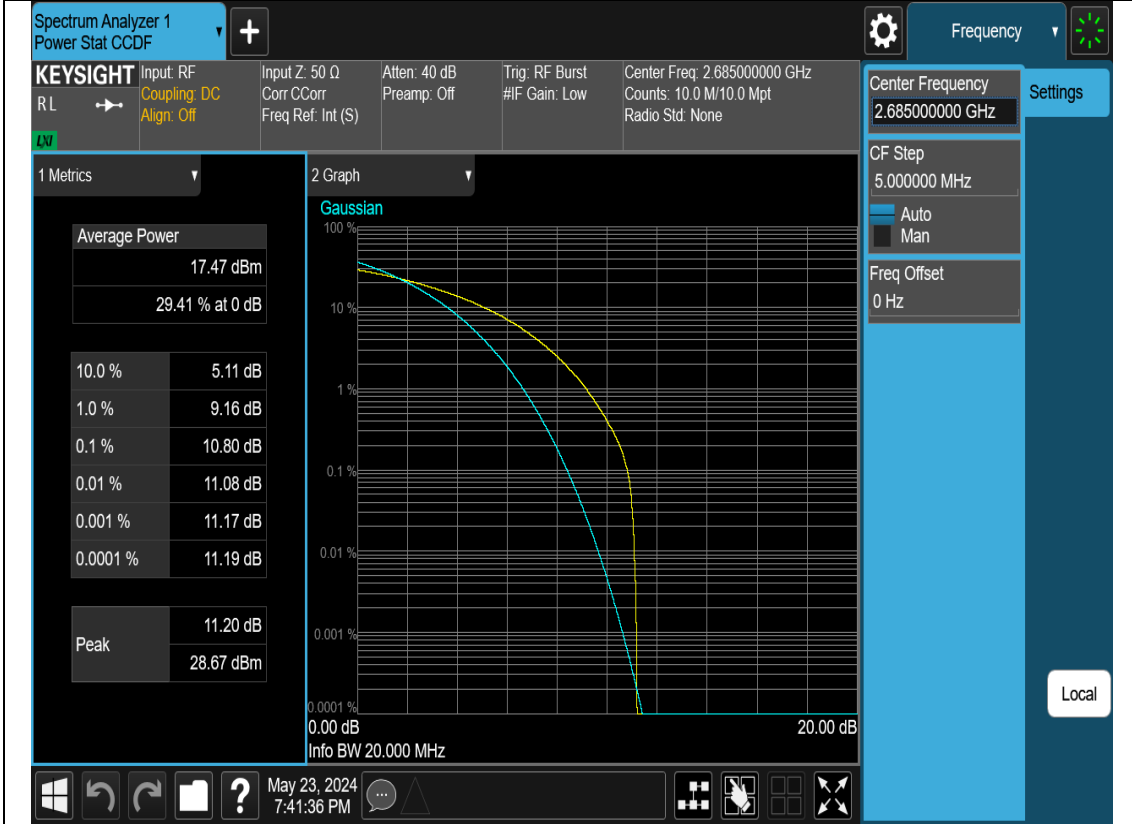 Spectrum Analyzer 1
Power Stat CCDF
+
Frequency
KEYSIGHT
RL
LXI
Input: RF
Coupling: DC
Align: Off
Input Z: 50 Ω
Corr CCorr
Freq Ref: Int (S)
Atten: 40 dB
Preamp: Off
Trig: RF Burst
#IF Gain: Low
Center Freq: 2.685000000 GHz
Counts: 10.0 M/10.0 Mpt
Radio Std: None
Center Frequency
2.685000000 GHz
Settings
CF Step
5.000000 MHz
Auto
Man
Freq Offset
0 Hz
1 Metrics
Average Power
17.47 dBm
29.41 % at 0 dB
10.0 % 5.11 dB
1.0 % 9.16 dB
0.1 % 10.80 dB
0.01 % 11.08 dB
0.001 % 11.17 dB
0.0001 % 11.19 dB
Peak
11.20 dB
28.67 dBm
2 Graph
Gaussian
100 %
10 %
1 %
0.1 %
0.01 %
0.001 %
0.0001 %
0.00 dB 20.00 dB
Info BW 20.000 MHz
Local
?
May 23, 2024
7:41:36 PM